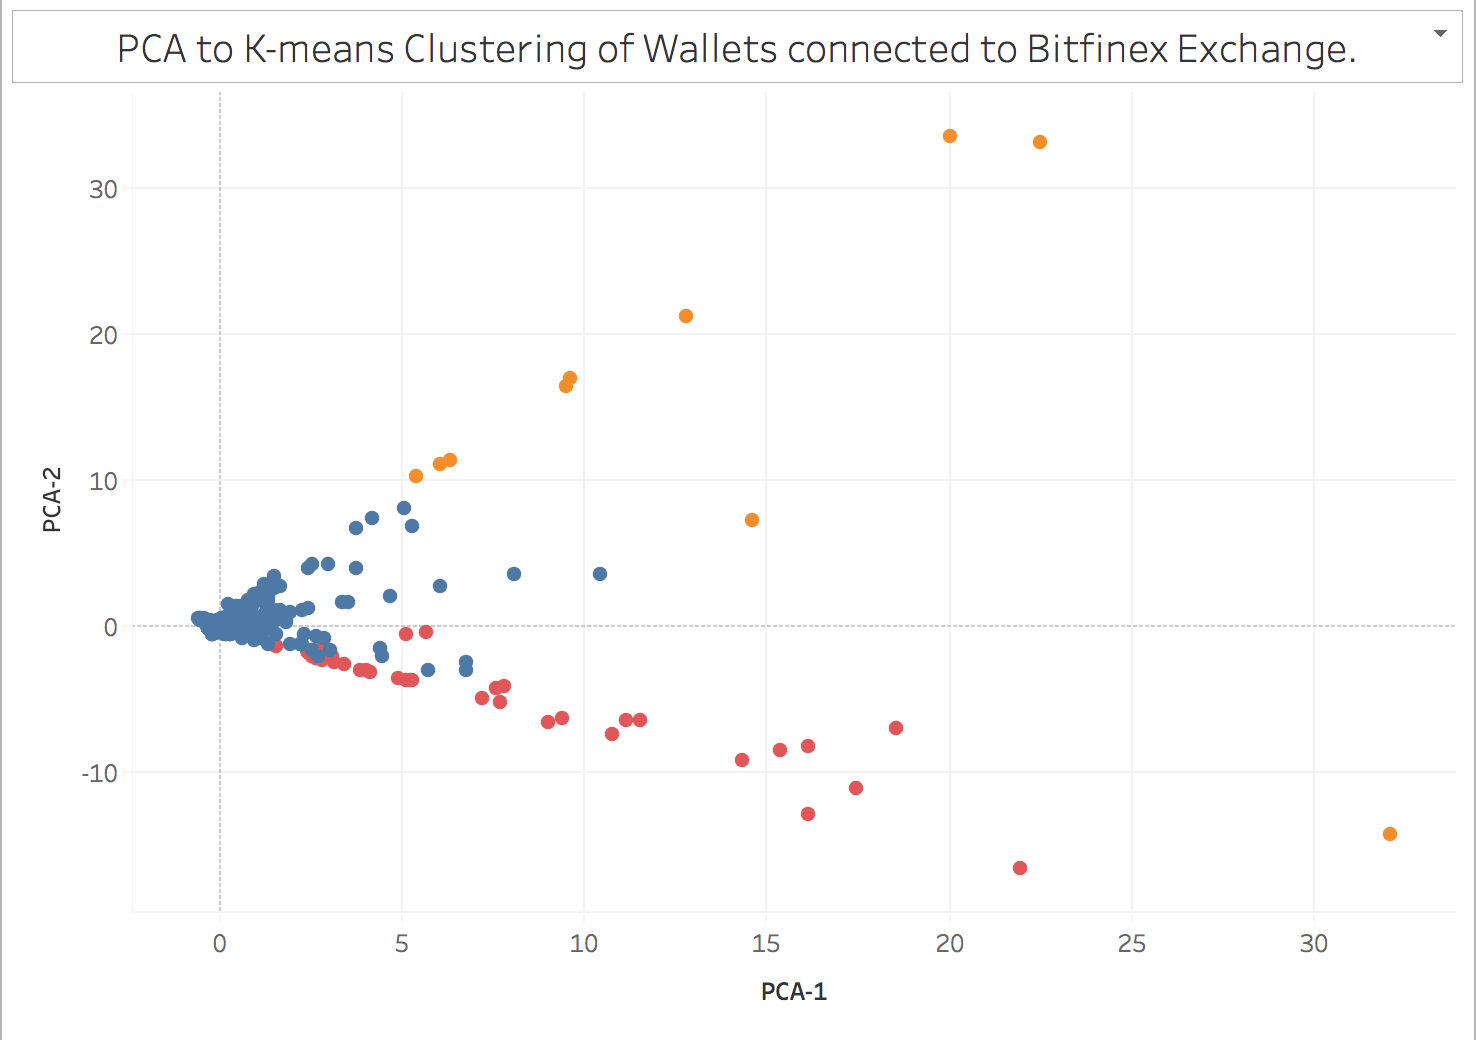 PCA to K-means Clustering of Wallets connected to Bitfinex Exchange.
30
20
10
0
-10
PCA-2
0 5 10 15 20 25 30
PCA-1